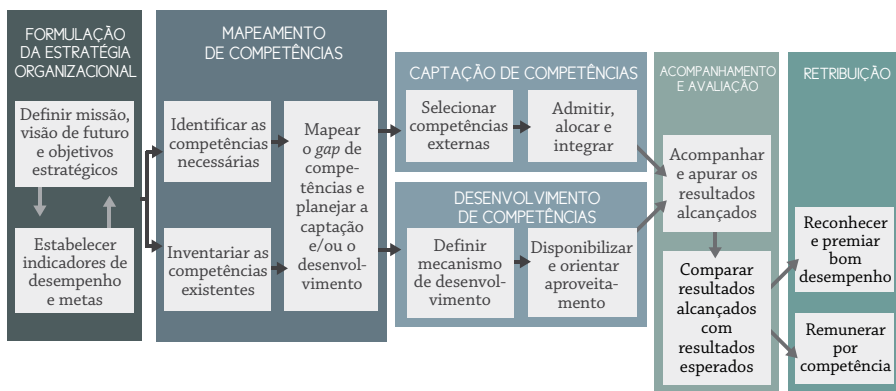 FORMULAÇÃO
DA ESTRATÉGIA
ORGANIZACIONAL
Definir missão,
visão de futuro
e objetivos
estratégicos
Estabelecer
indicadores de
desempenho
e metas
MAPEAMENTO
DE COMPETÊNCIAS
Identificar as
competências
necessárias
Inventariar as
competências
existentes
Mapear
o gap de
compe-
tências e
planejar a
captação
e/ou o
desenvol-
vimento
CAPTAÇÃO DE COMPETÊNCIAS
Selecionar
competências
externas
Admitir,
alocar e
integrar
DESENVOLVIMENTO
DE COMPETÊNCIAS
Definir
mecanismo
de desenvol-
vimento
Disponibilizar
e orientar
aproveita-
mento
ACOMPANHAMENTO
E AVALIAÇÃO
Acompanhar
e apurar os
resultados
alcançados
Comparar
resultados
alcançados
com
resultados
esperados
RETRIBUIÇÃO
Reconhecer
e premiar
bom
desempenho
Remunerar
por
competência